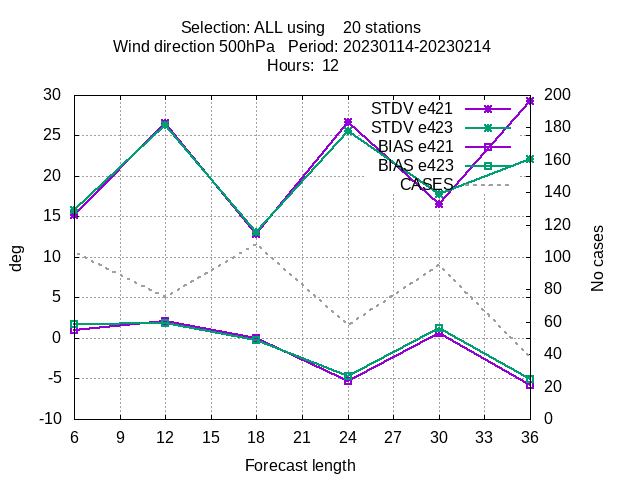 Selection: ALL using 20 stations
Wind direction 500hPa Period: 20230114-20230214
Hours: 12
STDV e421
STDV e423
BIAS e421
BIAS e423
CASES
30
25
20
15
10
5
0
-5
-10
deg
200
180
160
140
120
100
80
60
40
20
0
No cases
6 9 12 15 18 21 24 27 30 33 36
Forecast length